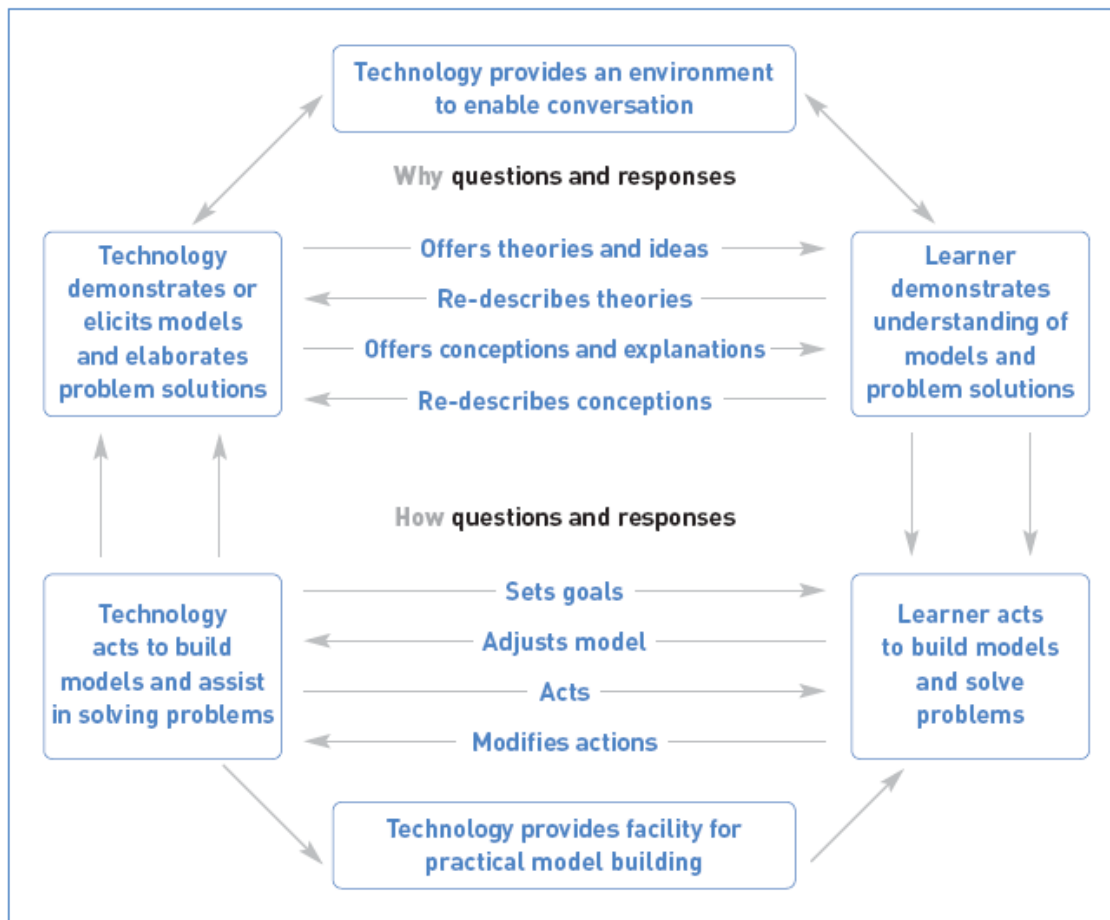 Technology provides an environment
to enable conversation
Why questions and responses
Technology
demonstrates or
elicits models
and elaborates
problem solutions
Offers theories and ideas
Re-describes theories
Offers conceptions and explanations
Re-describes conceptions
Learner
demonstrates
understanding of
models and
problem solutions
How questions and responses
Technology
acts to build
models and assist
in solving problems
Sets goals
Adjusts model
Acts
Modifies actions
Learner acts
to build models
and solve
problems
Technology provides facility for
practical model building